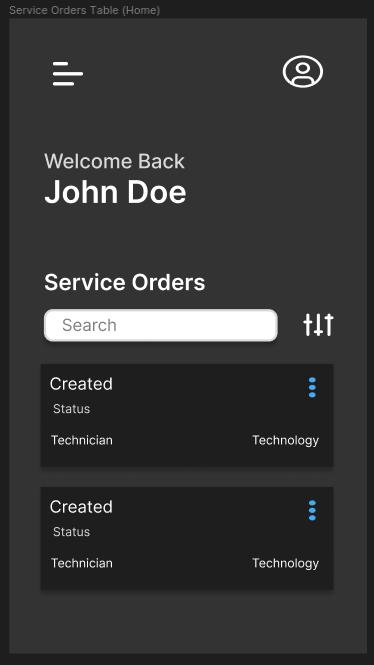 Service Orders Table (Home)
Welcome Back
John Doe
Service Orders
Search
Created
Status
Technician Technology
Created
Status
Technician Technology